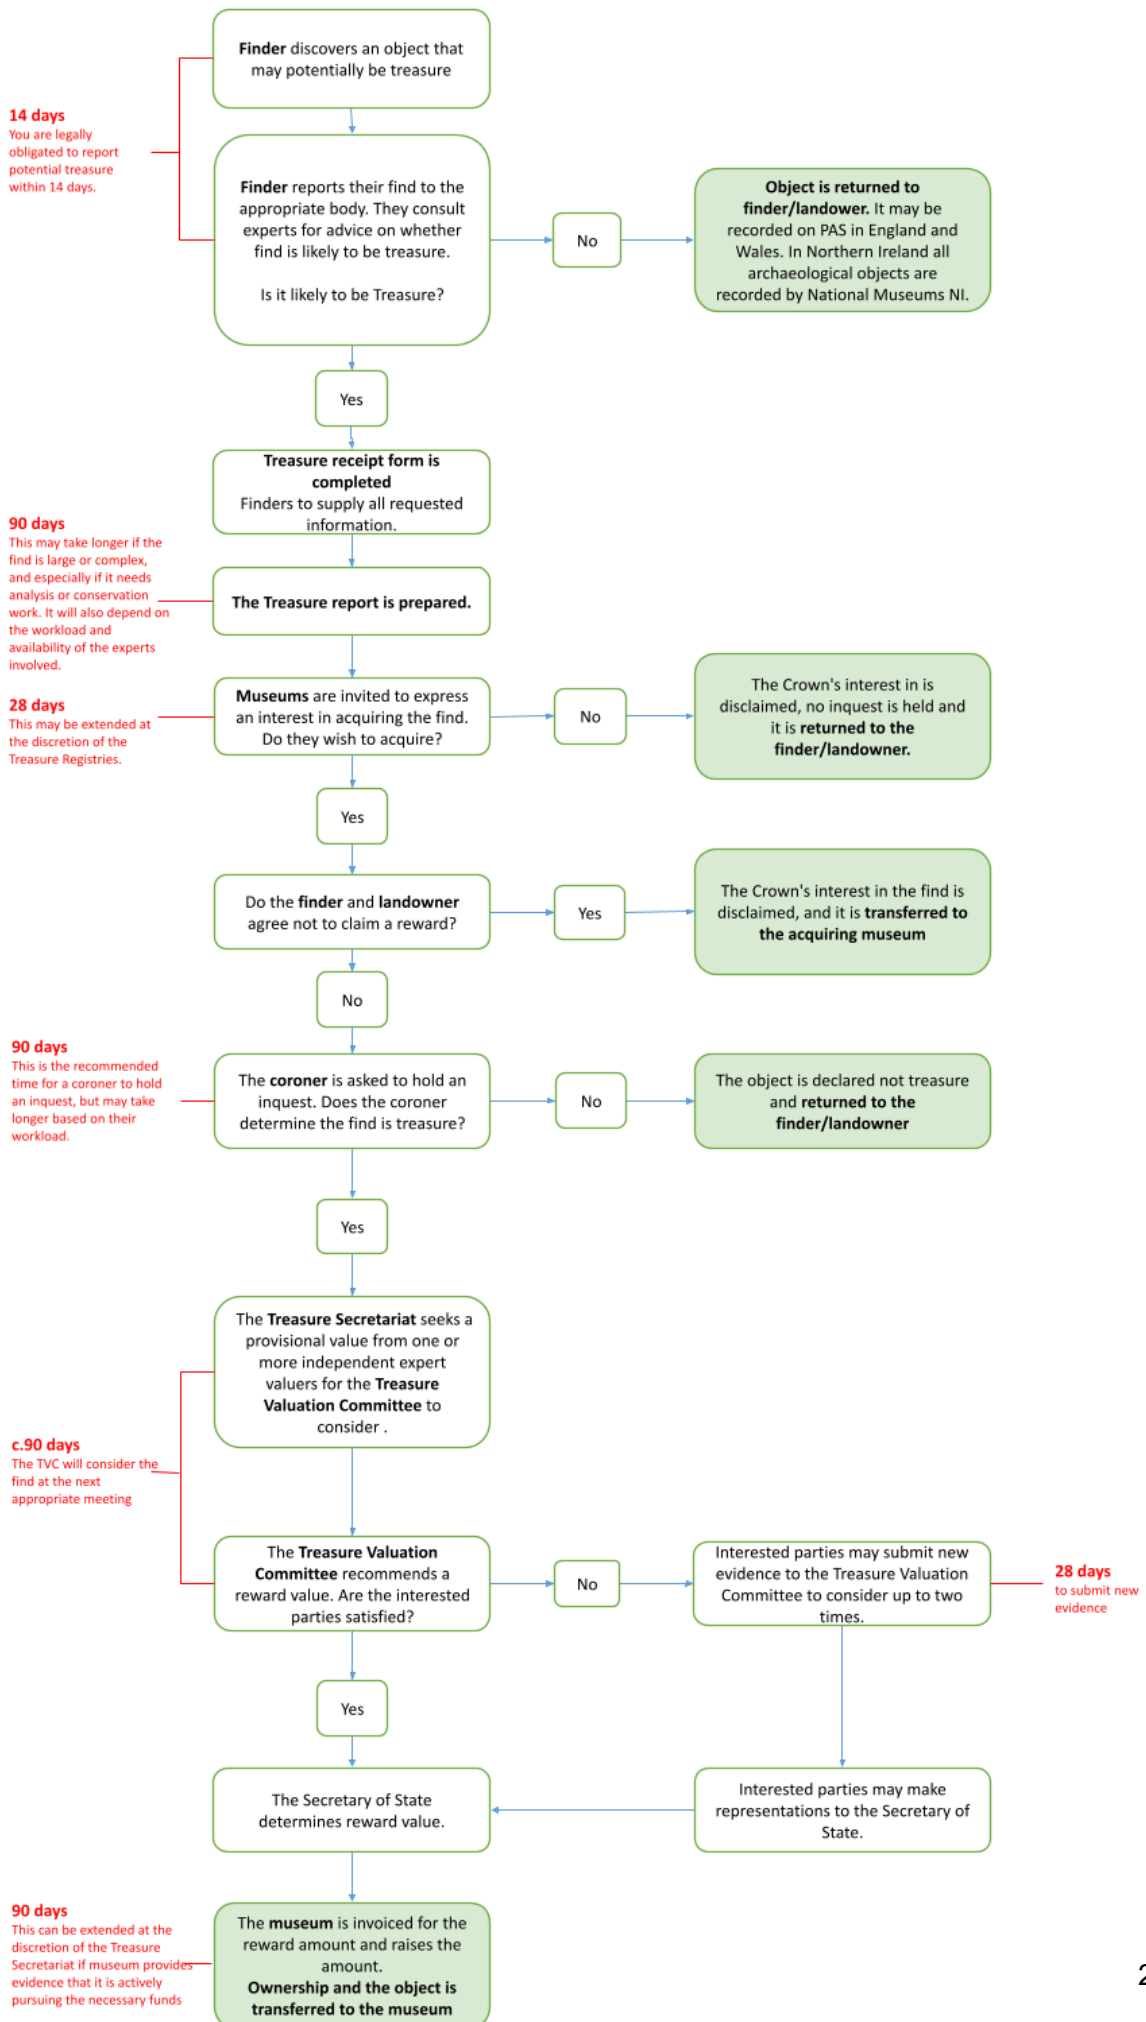 Finder discovers an object that
may potentially be treasure
14 days
You are legally
obligated to report
potential treasure
within 14 days.
Finder reports their find to the
appropriate body. They consult
experts for advice on whether
find is likely to be treasure.
Is it likely to be Treasure?
No
Object is returned to
finder/landower. It may be
recorded on PAS in England and
Wales. In Northern Ireland all
archaeological objects are
recorded by National Museums NI.
Yes
Treasure receipt form is
completed
Finders to supply all requested
information.
90 days
This may take longer if the
find is large or complex,
and especially if it needs
analysis or conservation
work. It will also depend on
the workload and
availability of the experts
involved.
The Treasure report is prepared.
28 days
This may be extended at
the discretion of the
Treasure Registries.
Museums are invited to express
an interest in acquiring the find.
Do they wish to acquire?
No
The Crown's interest in is
disclaimed, no inquest is held and
it is returned to the
finder/landowner.
Yes
Do the finder and landowner
agree not to claim a reward?
Yes
The Crown's interest in the find is
disclaimed, and it is transferred to
the acquiring museum
No
90 days
This is the recommended
time for a coroner to hold
an inquest, but may take
longer based on their
workload.
The coroner is asked to hold an
inquest. Does the coroner
determine the find is treasure?
No
The object is declared not treasure
and returned to the
finder/landowner
Yes
The Treasure Secretariat seeks a
provisional value from one or
more independent expert
valuers for the Treasure
Valuation Committee to
consider .
c.90 days
The TVC will consider the
find at the next
appropriate meeting
The Treasure Valuation
Committee recommends a
reward value. Are the interested
parties satisfied?
No
Interested parties may submit new
evidence to the Treasure Valuation
Committee to consider up to two
times.
28 days
to submit new
evidence
Yes
The Secretary of State
determines reward value.
Interested parties may make
representations to the Secretary of
State.
90 days
This can be extended at the
discretion of the Treasure
Secretariat if museum provides
evidence that it is actively
pursuing the necessary funds
The museum is invoiced for the
reward amount and raises the
amount.
Ownership and the object is
transferred to the museum
2